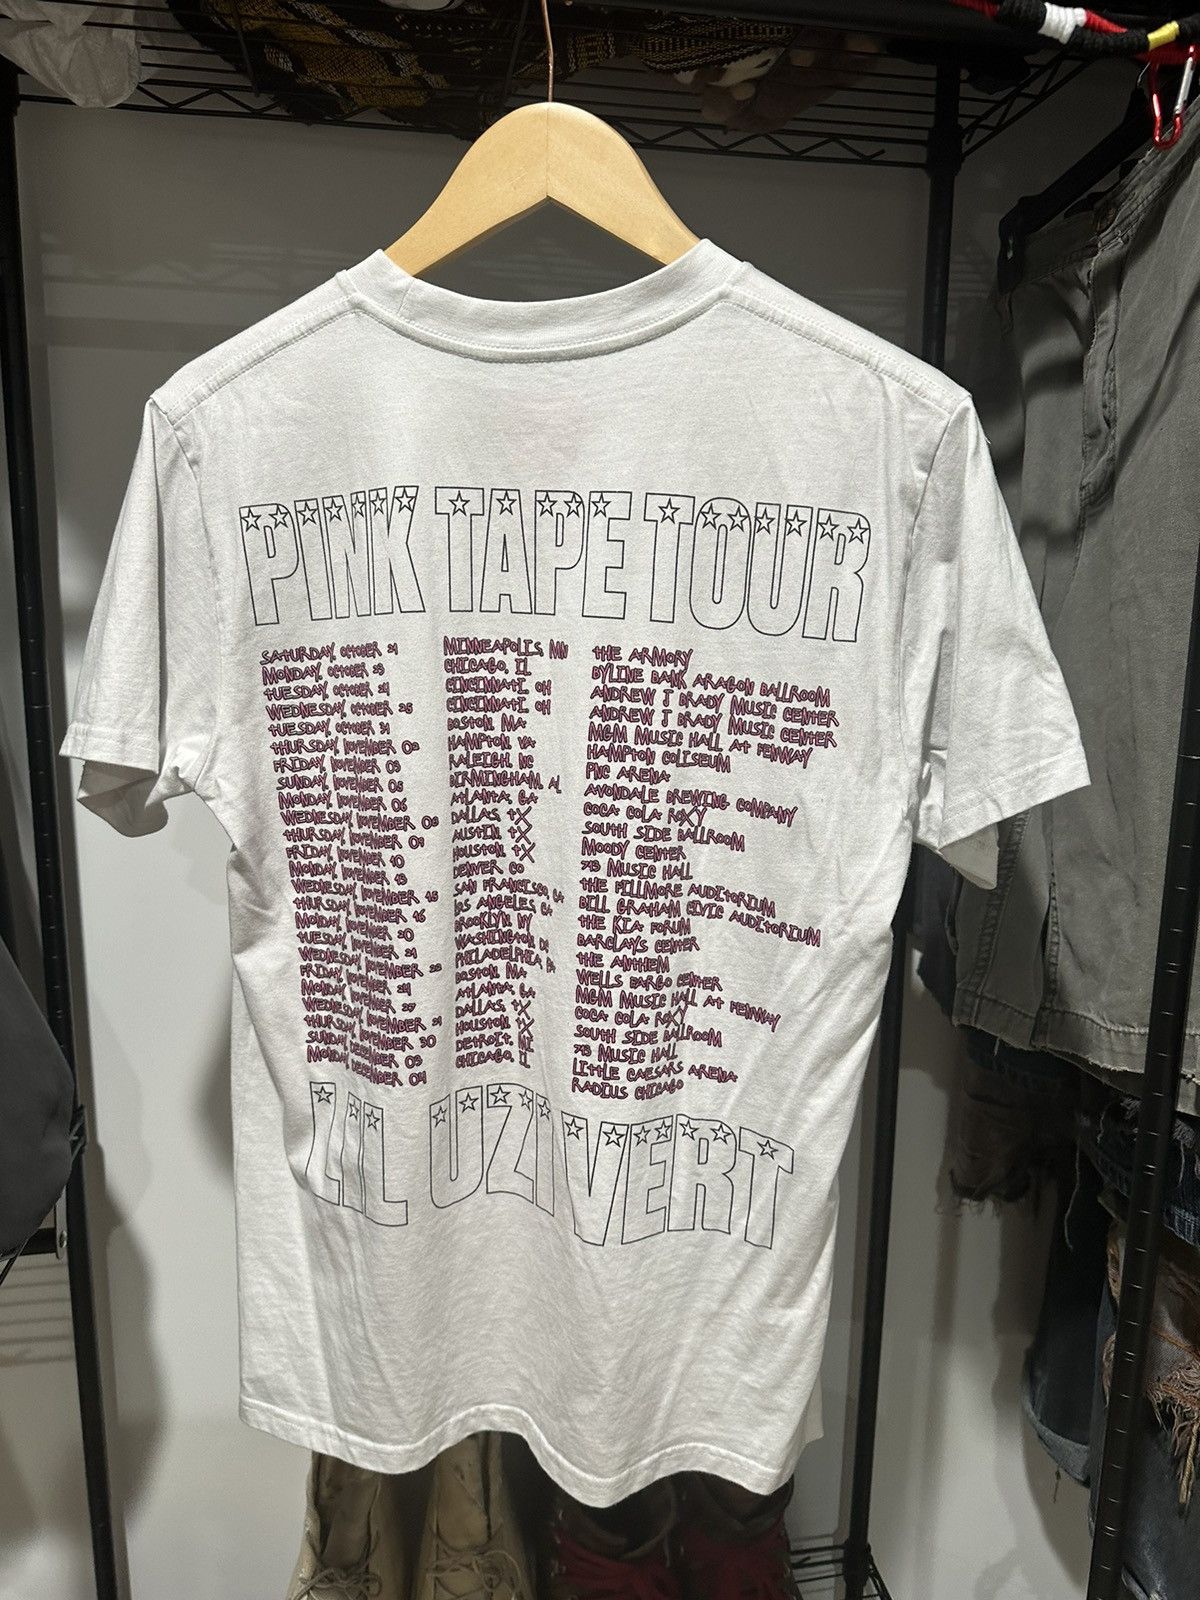 PINK TAPE TOUR
SATURDAY, OCTOBER 21 MINNEAPOLIS, MN THE ARMORY
MONDAY, OCTOBER 23 CHICAGO, IL BYLINE BANK ARAGON BALLROOM
TUESDAY, OCTOBER 24 CINCINNATI, OH ANDREW J BRADY MUSIC CENTER
WEDNESDAY, OCTOBER 25 CINCINNATI, OH ANDREW J BRADY MUSIC CENTER
TUESDAY, OCTOBER 31 BOSTON, MA MGM MUSIC HALL AT FENWAY
THURSDAY, NOVEMBER 02 HAMPTON, VA HAMPTON COLISEUM
FRIDAY, NOVEMBER 03 RALEIGH, NC PNC ARENA
SUNDAY, NOVEMBER 05 BIRMINGHAM, AL AVONDALE BREWING COMPANY
MONDAY, NOVEMBER 06 ATLANTA, GA COCA COLA ROXY
WEDNESDAY, NOVEMBER 08 DALLAS, TX SOUTH SIDE BALLROOM
THURSDAY, NOVEMBER 09 AUSTIN, TX MOODY CENTER
FRIDAY, NOVEMBER 10 HOUSTON, TX 713 MUSIC HALL
MONDAY, NOVEMBER 13 DENVER, CO THE FILLMORE AUDITORIUM
WEDNESDAY, NOVEMBER 15 SAN FRANCISCO, CA BILL GRAHAM CIVIC AUDITORIUM
THURSDAY, NOVEMBER 16 LOS ANGELES, CA THE KIA FORUM
MONDAY, NOVEMBER 20 BROOKLYN, NY BARCLAYS CENTER
TUESDAY, NOVEMBER 21 WASHINGTON, DC THE ANTHEM
WEDNESDAY, NOVEMBER 22 PHILADELPHIA, PA WELLS FARGO CENTER
FRIDAY, NOVEMBER 24 BOSTON, MA MGM MUSIC HALL AT FENWAY
MONDAY, NOVEMBER 27 ATLANTA, GA COCA COLA ROXY
WEDNESDAY, NOVEMBER 29 DALLAS, TX SOUTH SIDE BALLROOM
THURSDAY, NOVEMBER 30 HOUSTON, TX 713 MUSIC HALL
SUNDAY, DECEMBER 03 DETROIT, MI LITTLE CAESARS ARENA
MONDAY, DECEMBER 04 CHICAGO, IL RADIUS CHICAGO
LIL UZI VERT